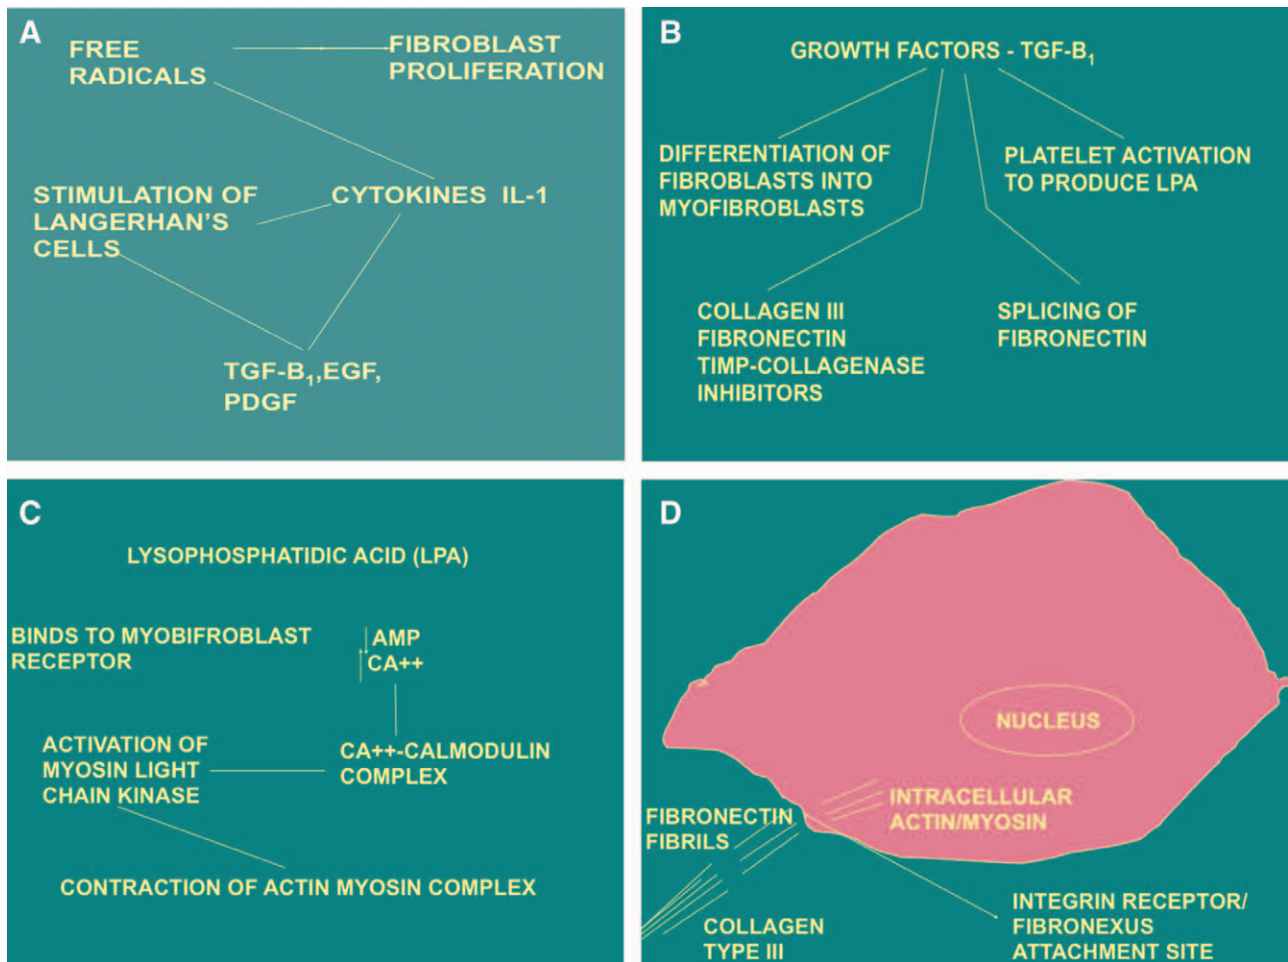 A
FREE
RADICALS
FIBROBLAST
PROLIFERATION
STIMULATION OF
LANGERHAN'S
CELLS
CYTOKINES IL-1
TGF-B1,EGF,
PDGF
B
GROWTH FACTORS - TGF-B1
DIFFERENTIATION OF
FIBROBLASTS INTO
MYOFIBROBLASTS
PLATELET ACTIVATION
TO PRODUCE LPA
COLLAGEN III
FIBRONECTIN
TIMP-COLLAGENASE
INHIBITORS
SPLICING OF
FIBRONECTIN
C
LYSOPHOSPHATIDIC ACID (LPA)
BINDS TO MYOBIFROBLAST
RECEPTOR
↓AMP
↑CA++
ACTIVATION OF
MYOSIN LIGHT
CHAIN KINASE
CA++-CALMODULIN
COMPLEX
CONTRACTION OF ACTIN MYOSIN COMPLEX
D
NUCLEUS
INTRACELLULAR
ACTIN/MYOSIN
FIBRONECTIN
FIBRILS
COLLAGEN
TYPE III
INTEGRIN RECEPTOR/
FIBRONEXUS
ATTACHMENT SITE